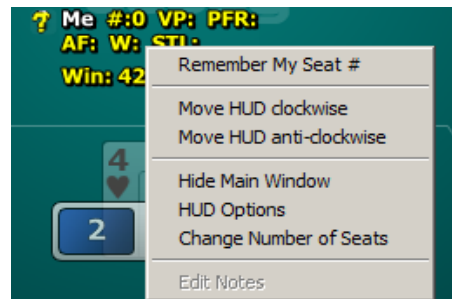 ? Me #:0 VP: PFR:
AF: W: STL:
Win: 42
Remember My Seat #
Move HUD clockwise
Move HUD anti-clockwise
Hide Main Window
HUD Options
Change Number of Seats
Edit Notes
4
2